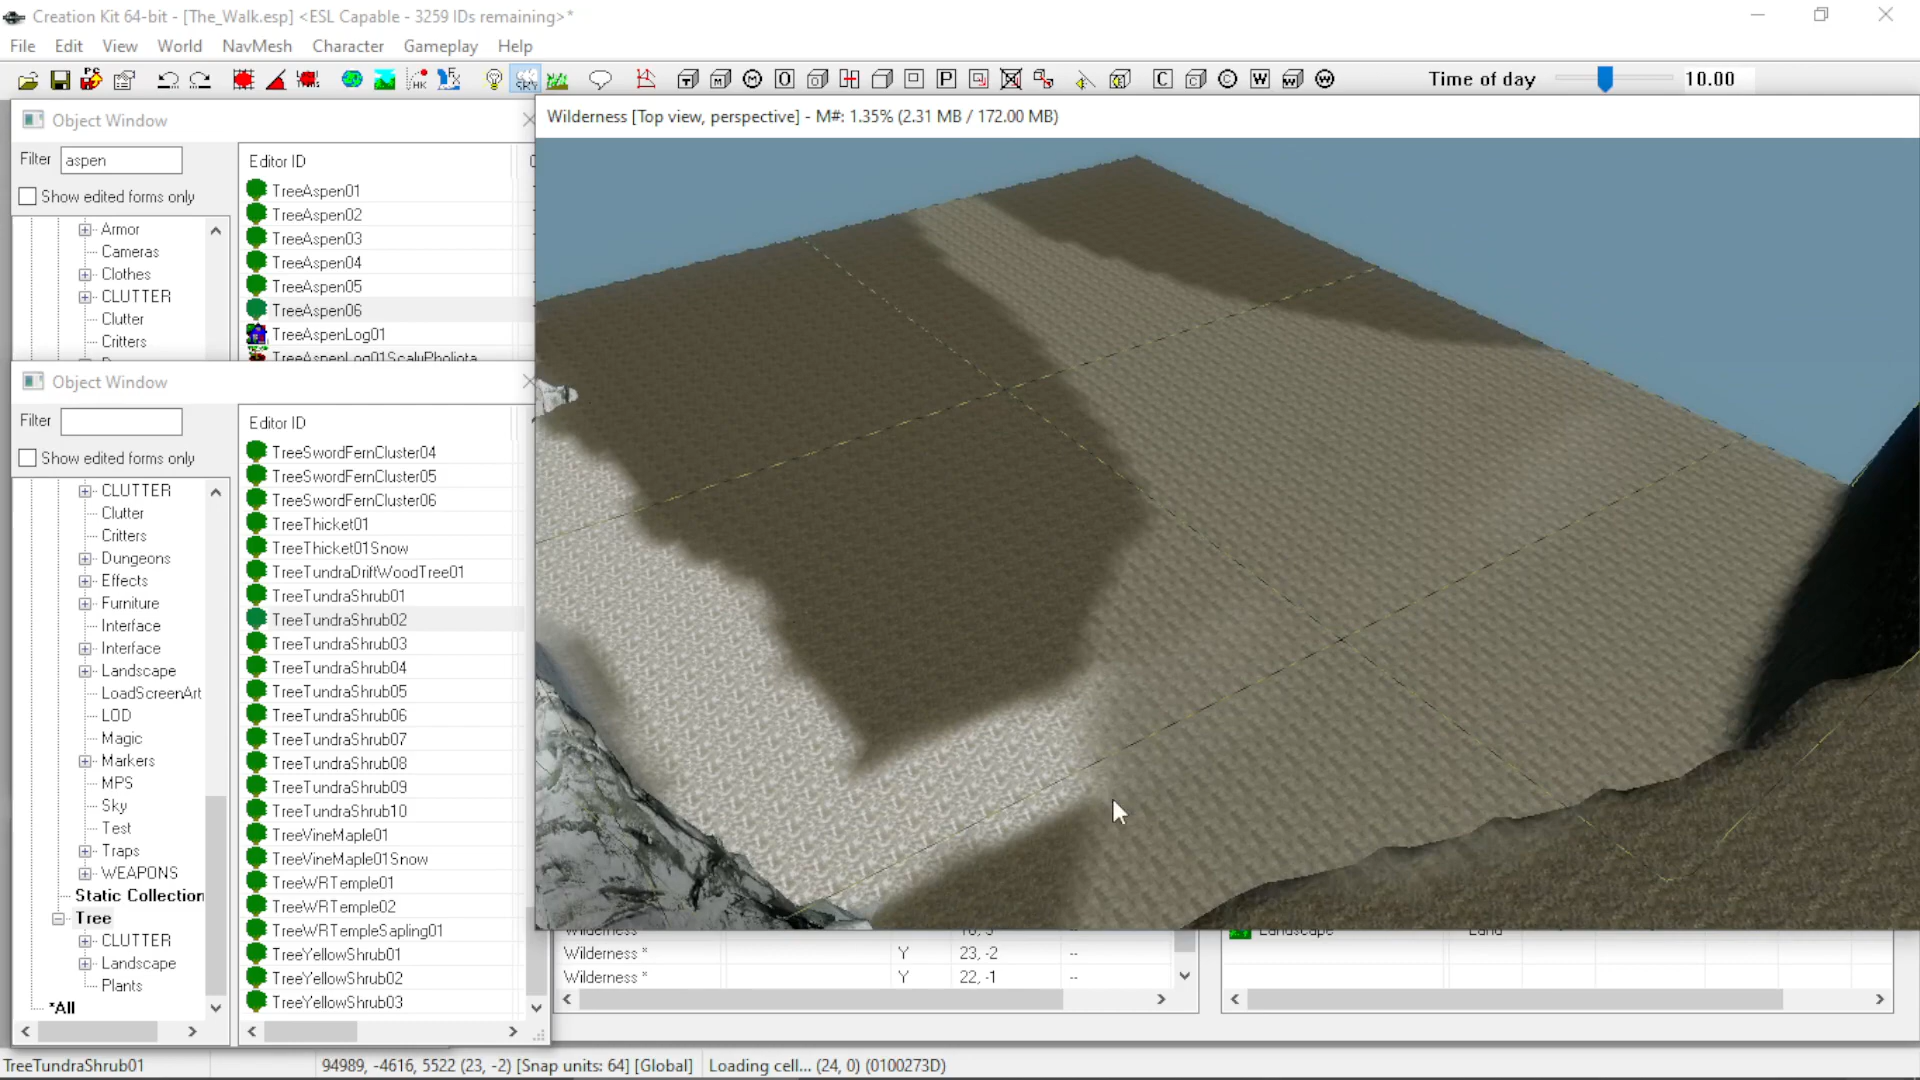 Creation Kit 64-bit - [The_Walk.esp] <ESL Capable - 3259 IDs remaining>*
File Edit View World NavMesh Character Gameplay Help
Time of day 10.00
Object Window
Filter aspen
Show edited forms only
Armor
Cameras
Clothes
CLUTTER
Clutter
Critters
Editor ID
TreeAspen01
TreeAspen02
TreeAspen03
TreeAspen04
TreeAspen05
TreeAspen06
TreeAspenLog01
TreeAspenLog01ScalyPholiota
Object Window
Filter
Show edited forms only
CLUTTER
Clutter
Critters
Dungeons
Effects
Furniture
Interface
Interface
Landscape
LoadScreenArt
LOD
Magic
Markers
MPS
Sky
Test
Traps
WEAPONS
Static Collection
Tree
CLUTTER
Landscape
Plants
*All
Editor ID
TreeSwordFernCluster04
TreeSwordFernCluster05
TreeSwordFernCluster06
TreeThicket01
TreeThicket01Snow
TreeTundraDriftWoodTree01
TreeTundraShrub01
TreeTundraShrub02
TreeTundraShrub03
TreeTundraShrub04
TreeTundraShrub05
TreeTundraShrub06
TreeTundraShrub07
TreeTundraShrub08
TreeTundraShrub09
TreeTundraShrub10
TreeVineMaple01
TreeVineMaple01Snow
TreeWRTemple01
TreeWRTemple02
TreeWRTempleSapling01
TreeYellowShrub01
TreeYellowShrub02
TreeYellowShrub03
Wilderness [Top view, perspective] - M#: 1.35% (2.31 MB / 172.00 MB)
Wilderness
Wilderness * Y 23, -2 --
Wilderness * Y 22, -1 --
Landscape Land
TreeTundraShrub01 94989, -4616, 5522 (23, -2) [Snap units: 64] [Global] Loading cell... (24, 0) (0100273D)